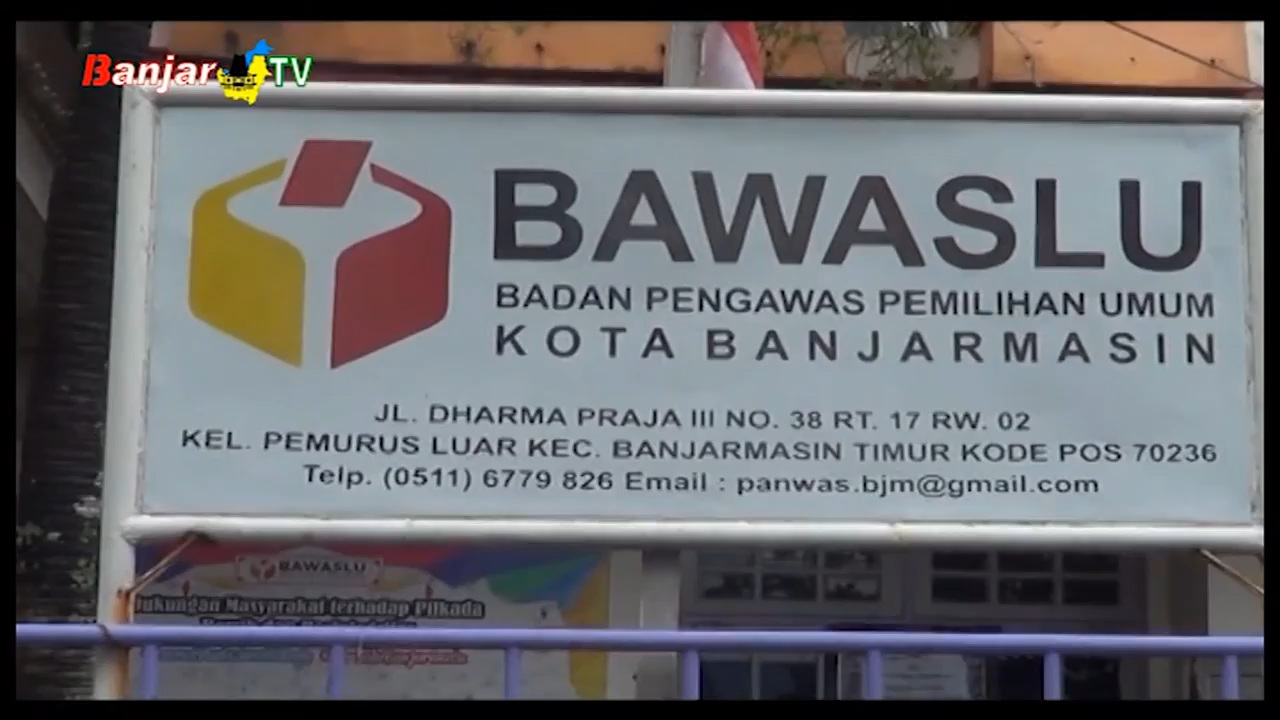 Banjar TV
BAWASLU
BADAN PENGAWAS PEMILIHAN UMUM
KOTA BANJARMASIN
JL. DHARMA PRAJA III NO. 38 RT. 17 RW. 02
KEL. PEMURUS LUAR KEC. BANJARMASIN TIMUR KODE POS 70236
Telp. (0511) 6779 826 Email : panwas.bjm@gmail.com
BAWASLU
Dukungan Masyarakat terhadap Pilkada